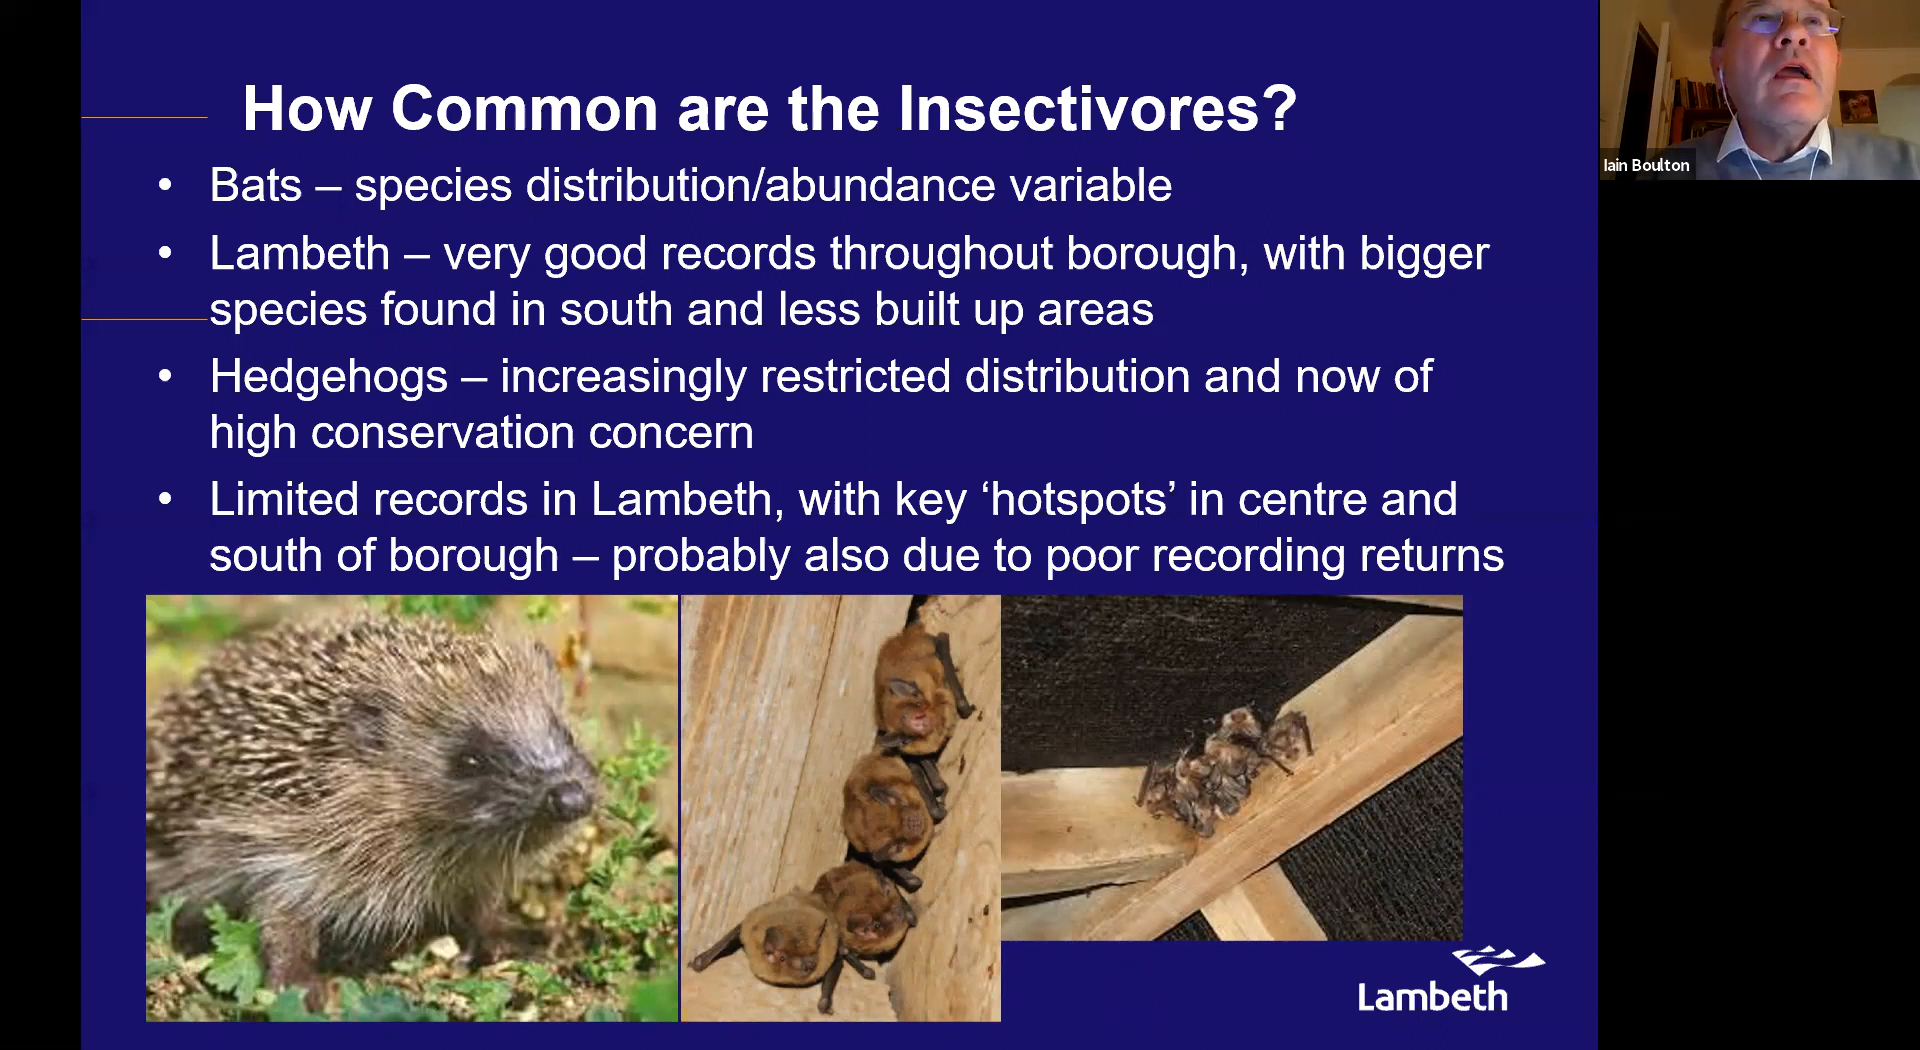 How Common are the Insectivores?
• Bats – species distribution/abundance variable
• Lambeth – very good records throughout borough, with bigger
species found in south and less built up areas
• Hedgehogs – increasingly restricted distribution and now of
high conservation concern
• Limited records in Lambeth, with key ‘hotspots’ in centre and
south of borough – probably also due to poor recording returns
Lambeth
Iain Boulton